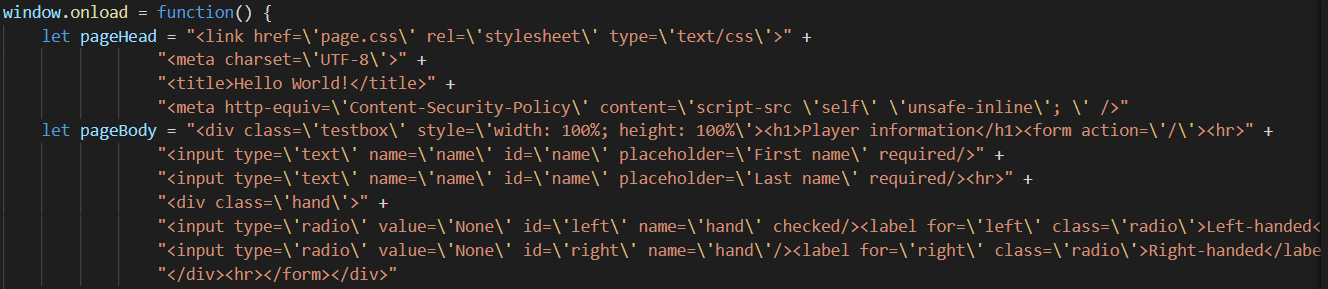 window.onload = function() {
let pageHead = "<link href=\'page.css\' rel=\'stylesheet\' type=\'text/css\'>" +
"<meta charset=\'UTF-8\'>" +
"<title>Hello World!</title>" +
"<meta http-equiv=\'Content-Security-Policy\' content=\'script-src \'self\' \'unsafe-inline\'; \' />"
let pageBody = "<div class=\'testbox\' style=\'width: 100%; height: 100%\'><h1>Player information</h1><form action=\'/\'><hr>" +
"<input type=\'text\' name=\'name\' id=\'name\' placeholder=\'First name\' required/>" +
"<input type=\'text\' name=\'name\' id=\'name\' placeholder=\'Last name\' required/><hr>" +
"<div class=\'hand\'>" +
"<input type=\'radio\' value=\'None\' id=\'left\' name=\'hand\' checked/><label for=\'left\' class=\'radio\'>Left-handed<
"<input type=\'radio\' value=\'None\' id=\'right\' name=\'hand\'/><label for=\'right\' class=\'radio\'>Right-handed</labe
"</div><hr></form></div>"